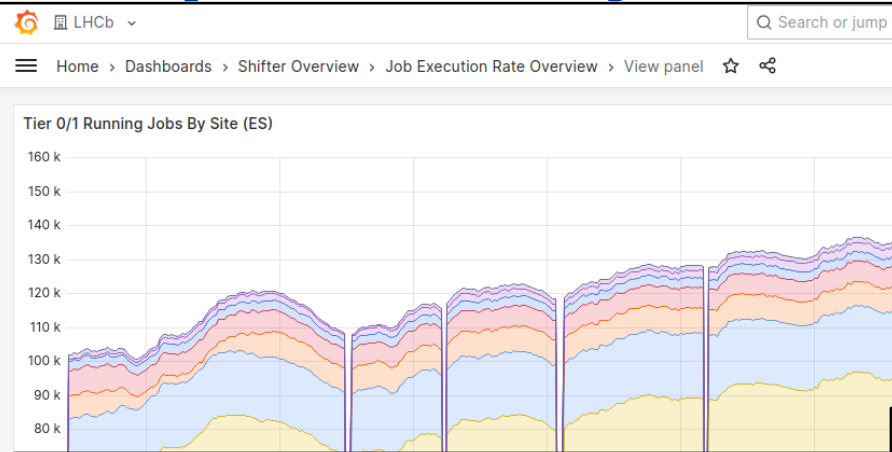 LHCb
Search or jump
Home > Dashboards > Shifter Overview > Job Execution Rate Overview > View panel
Tier 0/1 Running Jobs By Site (ES)
160 k
150 k
140 k
130 k
120 k
110 k
100 k
90 k
80 k